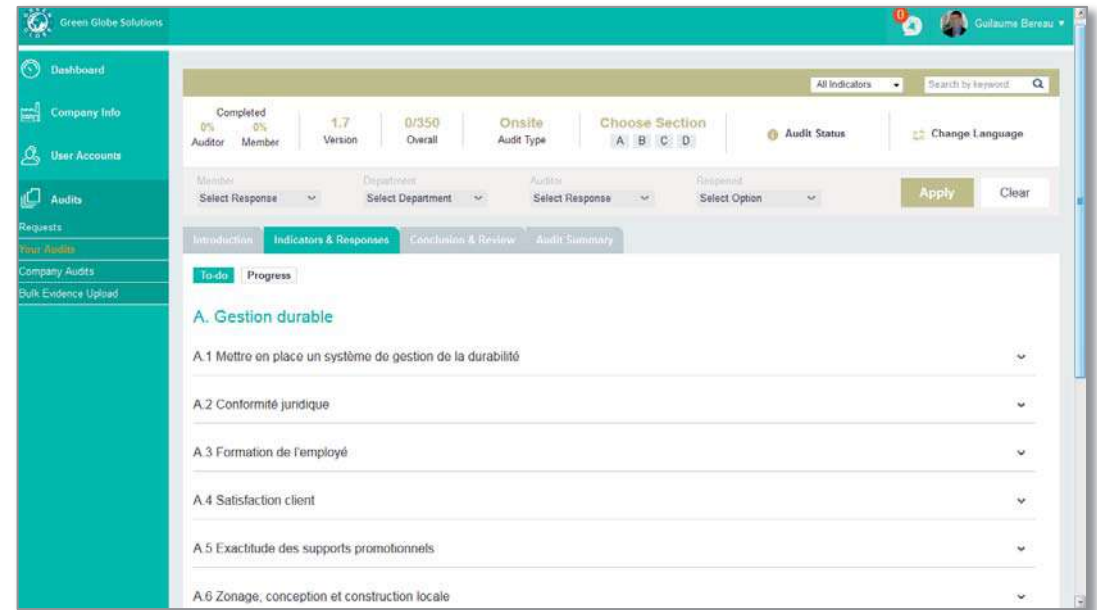 Green Globe Solutions
0
Guilaume Bereau
Dashboard
Company Info
User Accounts
Audits
Requests
Your Audits
Company Audits
Bulk Evidence Upload
All Indicators
Search by keyword
Completed
0% 0%
Auditor Member
1.7
Version
0/350
Overall
Onsite
Audit Type
Choose Section
A B C D
Audit Status
Change Language
Member
Select Response
Department
Select Department
Auditor
Select Response
Respond
Select Option
Apply
Clear
Introduction
Indicators & Responses
Conclusion & Review
Audit Summary
To-do
Progress
A. Gestion durable
A.1 Mettre en place un système de gestion de la durabilité
A.2 Conformité juridique
A.3 Formation de l'employé
A.4 Satisfaction client
A.5 Exactitude des supports promotionnels
A.6 Zonage, conception et construction locale